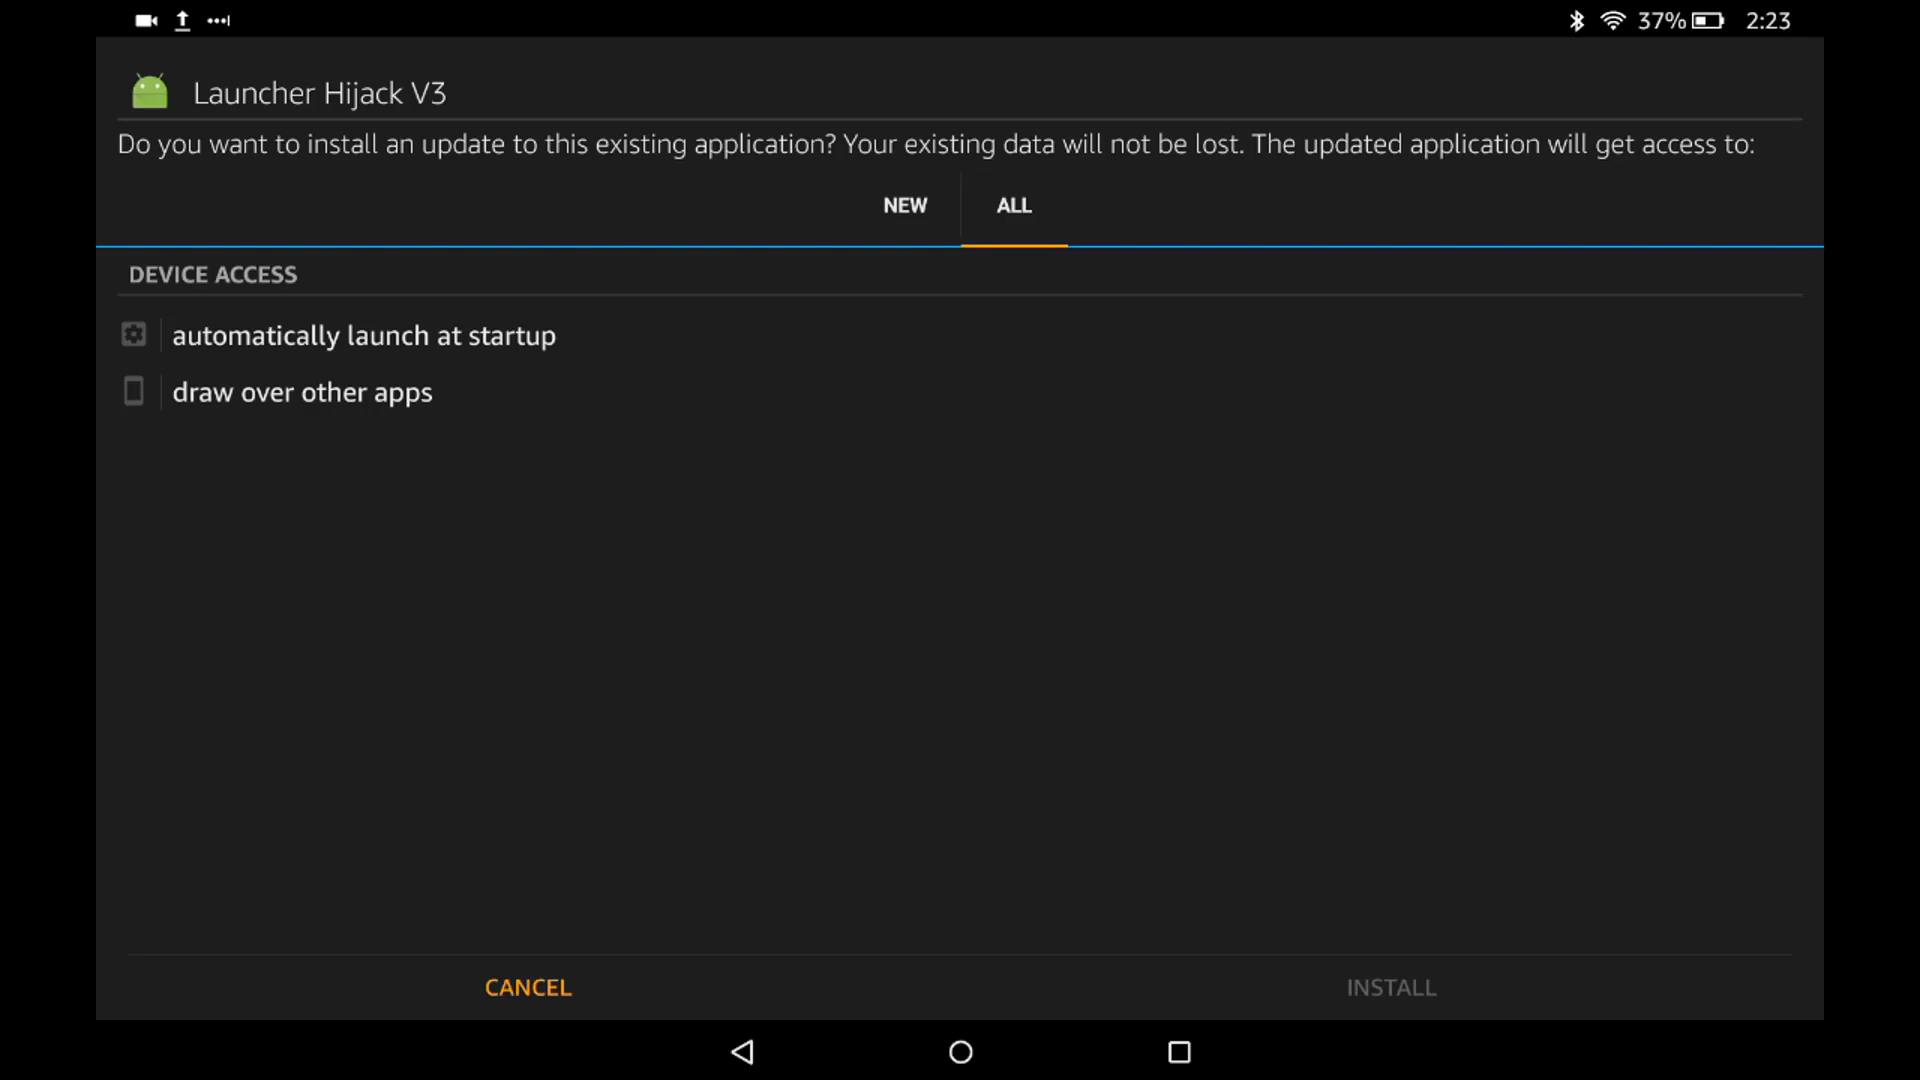 37% 2:23
Launcher Hijack V3
Do you want to install an update to this existing application? Your existing data will not be lost. The updated application will get access to:
NEW ALL
DEVICE ACCESS
automatically launch at startup
draw over other apps
CANCEL INSTALL